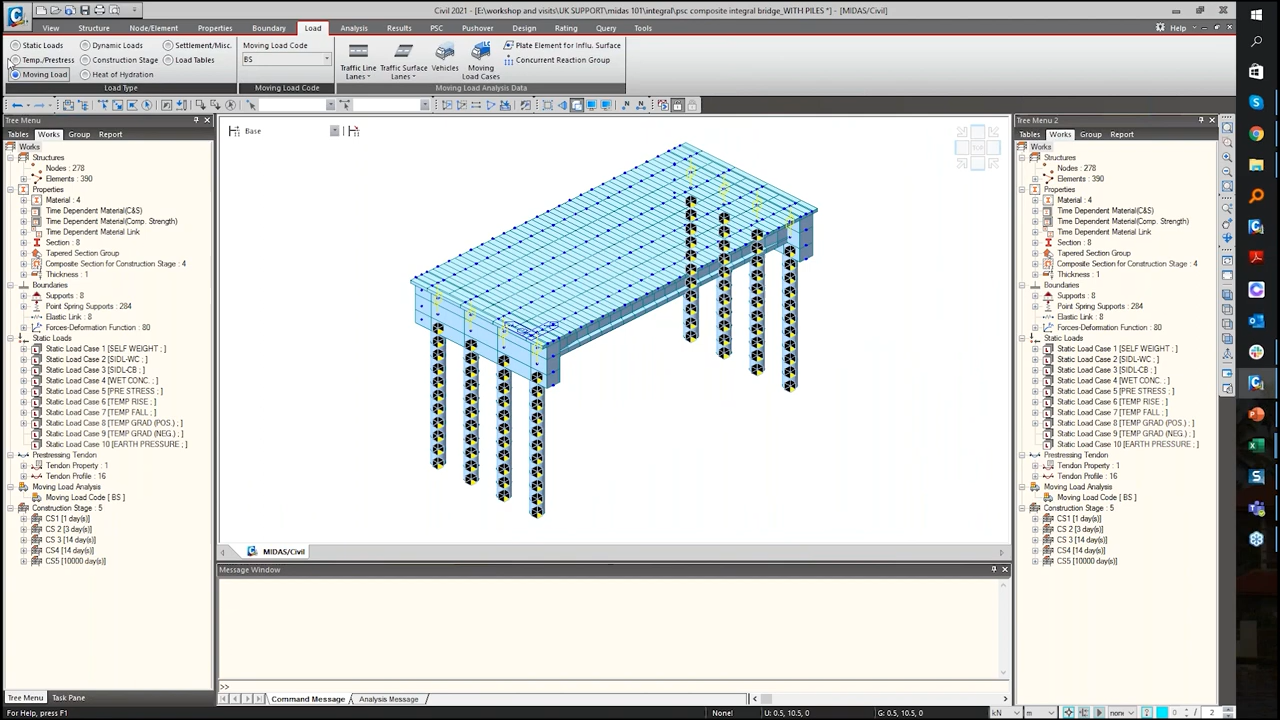 Civil 2021 - [E:\workshop and visits\UK SUPPORT\midas 101\integral\psc composite integral bridge_WITH PILES *] - [MIDAS/Civil]
View Structure Node/Element Properties Boundary Load Analysis Results PSC Pushover Design Rating Query Tools Help
Static Loads Dynamic Loads Settlement/Misc.
Temp./Prestress Construction Stage Load Tables
Moving Load Heat of Hydration
Load Type
Moving Load Code
BS
Moving Load Code
Traffic Line Lanes
Traffic Surface Lanes
Vehicles
Moving Load Cases
Plate Element for Influ. Surface
Concurrent Reaction Group
Moving Load Analysis Data
Tree Menu
Tables Works Group Report
Works
Structures
Nodes : 278
Elements : 390
Properties
Material : 4
Time Dependent Material(C&S)
Time Dependent Material(Comp. Strength)
Time Dependent Material Link
Section : 8
Tapered Section Group
Composite Section for Construction Stage : 4
Thickness : 1
Boundaries
Supports : 8
Point Spring Supports : 284
Elastic Link : 8
Forces-Deformation Function : 80
Static Loads
Static Load Case 1 [SELF WEIGHT ; ]
Static Load Case 2 [SIDL-WC ; ]
Static Load Case 3 [SIDL-CB ; ]
Static Load Case 4 [WET CONC. ; ]
Static Load Case 5 [PRE STRESS ; ]
Static Load Case 6 [TEMP RISE ; ]
Static Load Case 7 [TEMP FALL ; ]
Static Load Case 8 [TEMP GRAD (POS.) ; ]
Static Load Case 9 [TEMP GRAD (NEG.) ; ]
Static Load Case 10 [EARTH PRESSURE ; ]
Prestressing Tendon
Tendon Property : 1
Tendon Profile : 16
Moving Load Analysis
Moving Load Code [ BS ]
Construction Stage : 5
CS1 [1 day(s)]
CS 2 [3 day(s)]
CS 3 [14 day(s)]
CS4 [14 day(s)]
CS5 [10000 day(s)]
Tree Menu Task Pane
Base
TOP
MIDAS/Civil
Message Window
>>
Command Message Analysis Message
Tree Menu 2
Tables Works Group Report
Works
Structures
Nodes : 278
Elements : 390
Properties
Material : 4
Time Dependent Material(C&S)
Time Dependent Material(Comp. Strength)
Time Dependent Material Link
Section : 8
Tapered Section Group
Composite Section for Construction Stage : 4
Thickness : 1
Boundaries
Supports : 8
Point Spring Supports : 284
Elastic Link : 8
Forces-Deformation Function : 80
Static Loads
Static Load Case 1 [SELF WEIGHT ; ]
Static Load Case 2 [SIDL-WC ; ]
Static Load Case 3 [SIDL-CB ; ]
Static Load Case 4 [WET CONC. ; ]
Static Load Case 5 [PRE STRESS ; ]
Static Load Case 6 [TEMP RISE ; ]
Static Load Case 7 [TEMP FALL ; ]
Static Load Case 8 [TEMP GRAD (POS.) ; ]
Static Load Case 9 [TEMP GRAD (NEG.) ; ]
Static Load Case 10 [EARTH PRESSURE ; ]
Prestressing Tendon
Tendon Property : 1
Tendon Profile : 16
Moving Load Analysis
Moving Load Code [ BS ]
Construction Stage : 5
CS1 [1 day(s)]
CS 2 [3 day(s)]
CS 3 [14 day(s)]
CS4 [14 day(s)]
CS5 [10000 day(s)]
For Help, press F1 None! U: 0.5, 10.5, 0 G: 0.5, 10.5, 0 kN m none ? / 2